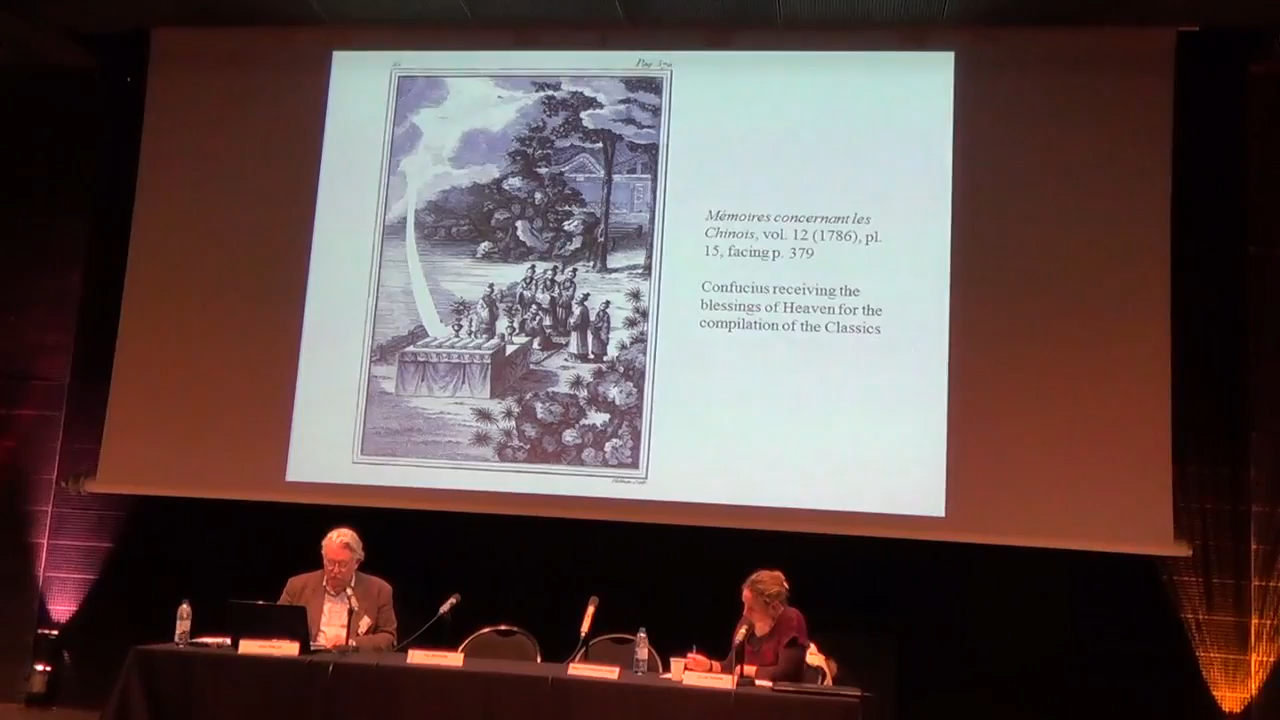 Mémoires concernant les
Chinois, vol. 12 (1786), pl.
15, facing p. 379
Confucius receiving the
blessings of Heaven for the
compilation of the Classics